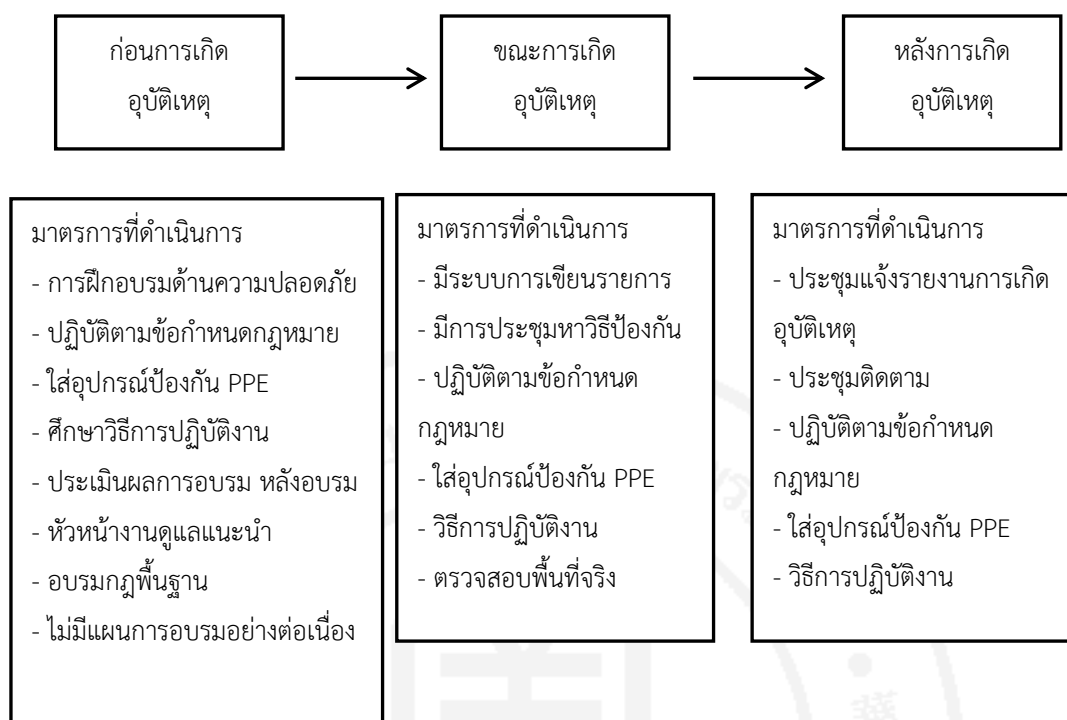 ก่อนการเกิด
อุบัติเหตุ
ขณะการเกิด
อุบัติเหตุ
หลังการเกิด
อุบัติเหตุ
มาตรการที่ดำเนินการ
- การฝึกอบรมด้านความปลอดภัย
- ปฏิบัติตามข้อกำหนดกฎหมาย
- ใส่อุปกรณ์ป้องกัน PPE
- ศึกษาวิธีการปฏิบัติงาน
- ประเมินผลการอบรม หลังอบรม
- หัวหน้างานดูแลแนะนำ
- อบรมกฎพื้นฐาน
- ไม่มีแผนการอบรมอย่างต่อเนื่อง
มาตรการที่ดำเนินการ
- มีระบบการเขียนรายการ
- มีการประชุมหาวิธีป้องกัน
- ปฏิบัติตามข้อกำหนด
กฎหมาย
- ใส่อุปกรณ์ป้องกัน PPE
- วิธีการปฏิบัติงาน
- ตรวจสอบพื้นที่จริง
มาตรการที่ดำเนินการ
- ประชุมแจ้งรายงานการเกิด
อุบัติเหตุ
- ประชุมติดตาม
- ปฏิบัติตามข้อกำหนด
กฎหมาย
- ใส่อุปกรณ์ป้องกัน PPE
- วิธีการปฏิบัติงาน